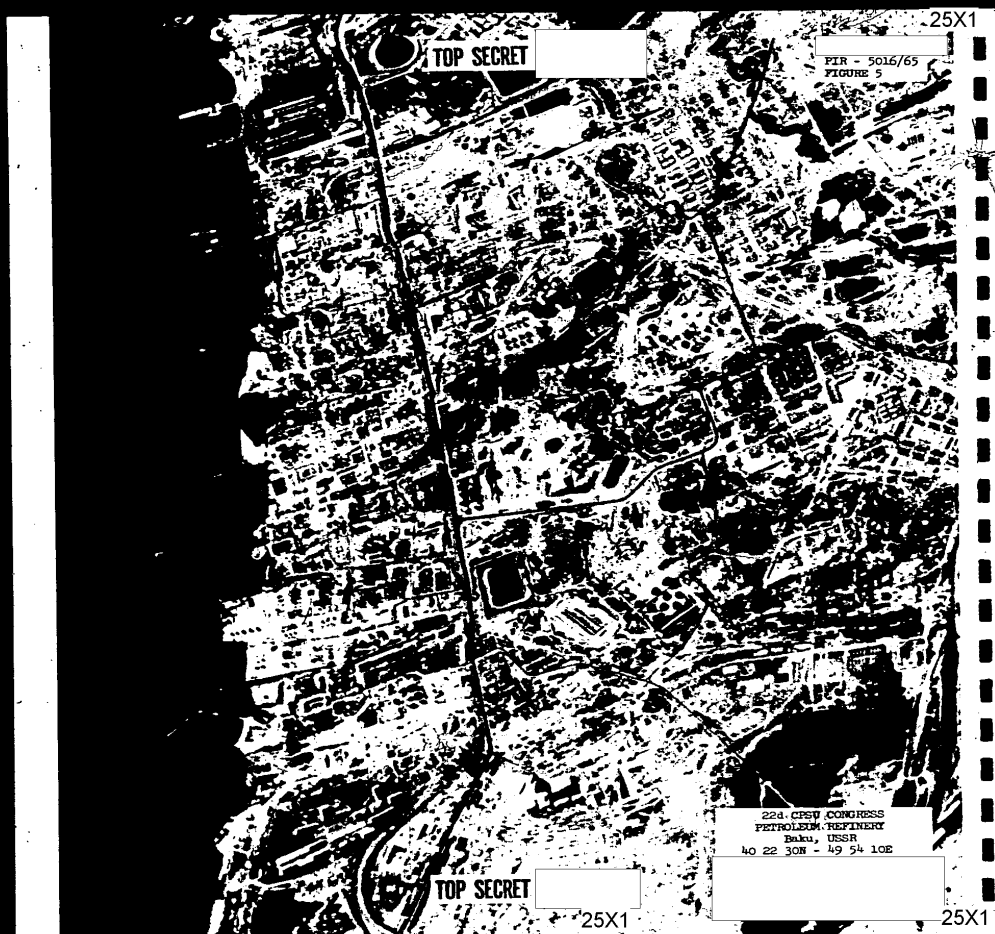 25X1
TOP SECRET
PIR - 5016/65
FIGURE 5
22d CPSU CONGRESS
PETROLEUM REFINERY
Baku, USSR
40 22 30N - 49 54 10E
TOP SECRET
25X1
25X1